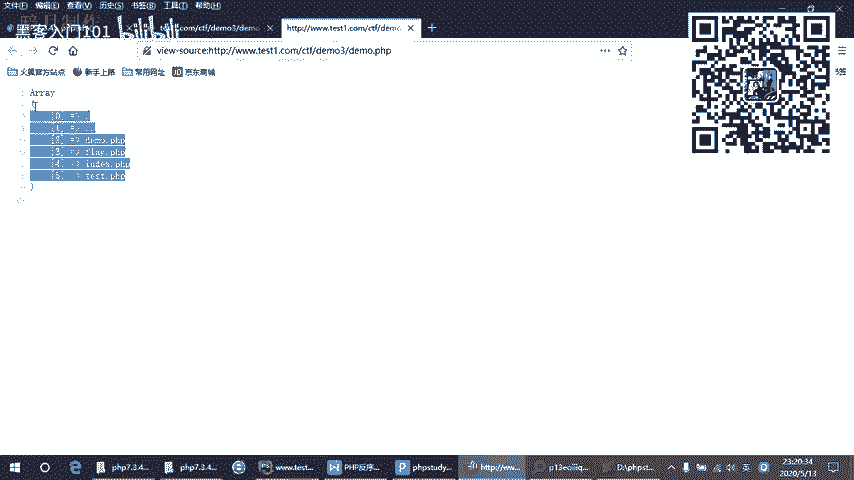 文件(F) 编辑(E) 查看(V) 历史(S) 书签(B) 工具(T) 帮助(H)
黑客入门101 bilibili
test1.com/ctf/demo3/demo
http://www.test1.com/ctf/demo
view-source:http://www.test1.com/ctf/demo3/demo.php
火狐官方站点 新手上路 常用网址 京东商城
Array
(
[0] => .
[1] => ..
[2] => demo.php
[3] => flag.php
[4] => index.php
[5] => test.php
)
php7.3.4... php7.3.4... www.test... PHP反序... phpstudy... http://ww... D:\phpst... 英 23:20:34
2020/5/13